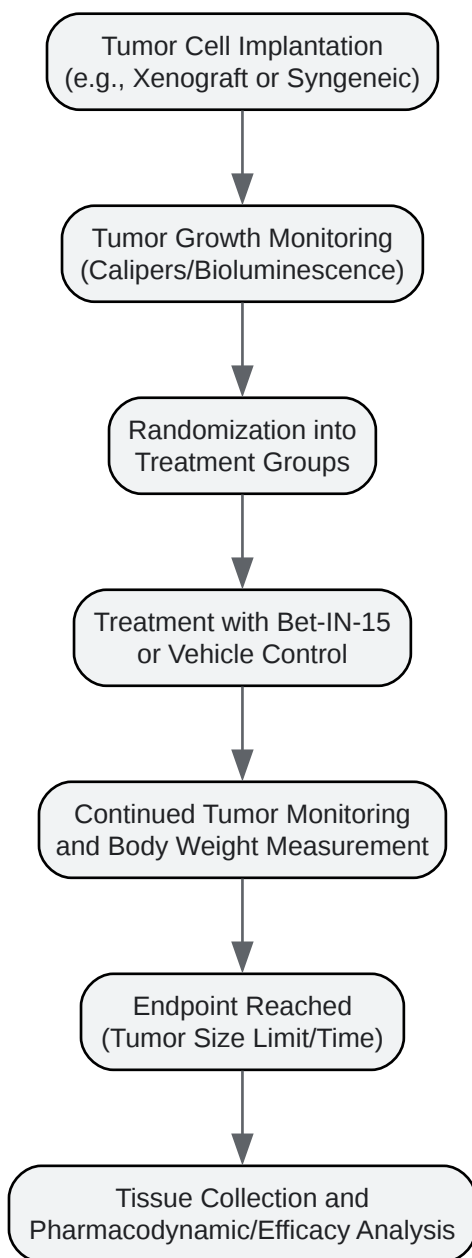 Tumor Cell Implantation
(e.g., Xenograft or Syngeneic)
Tumor Growth Monitoring
(Calipers/Bioluminescence)
Randomization into
Treatment Groups
Treatment with Bet-IN-15
or Vehicle Control
Continued Tumor Monitoring
and Body Weight Measurement
Endpoint Reached
(Tumor Size Limit/Time)
Tissue Collection and
Pharmacodynamic/Efficacy Analysis